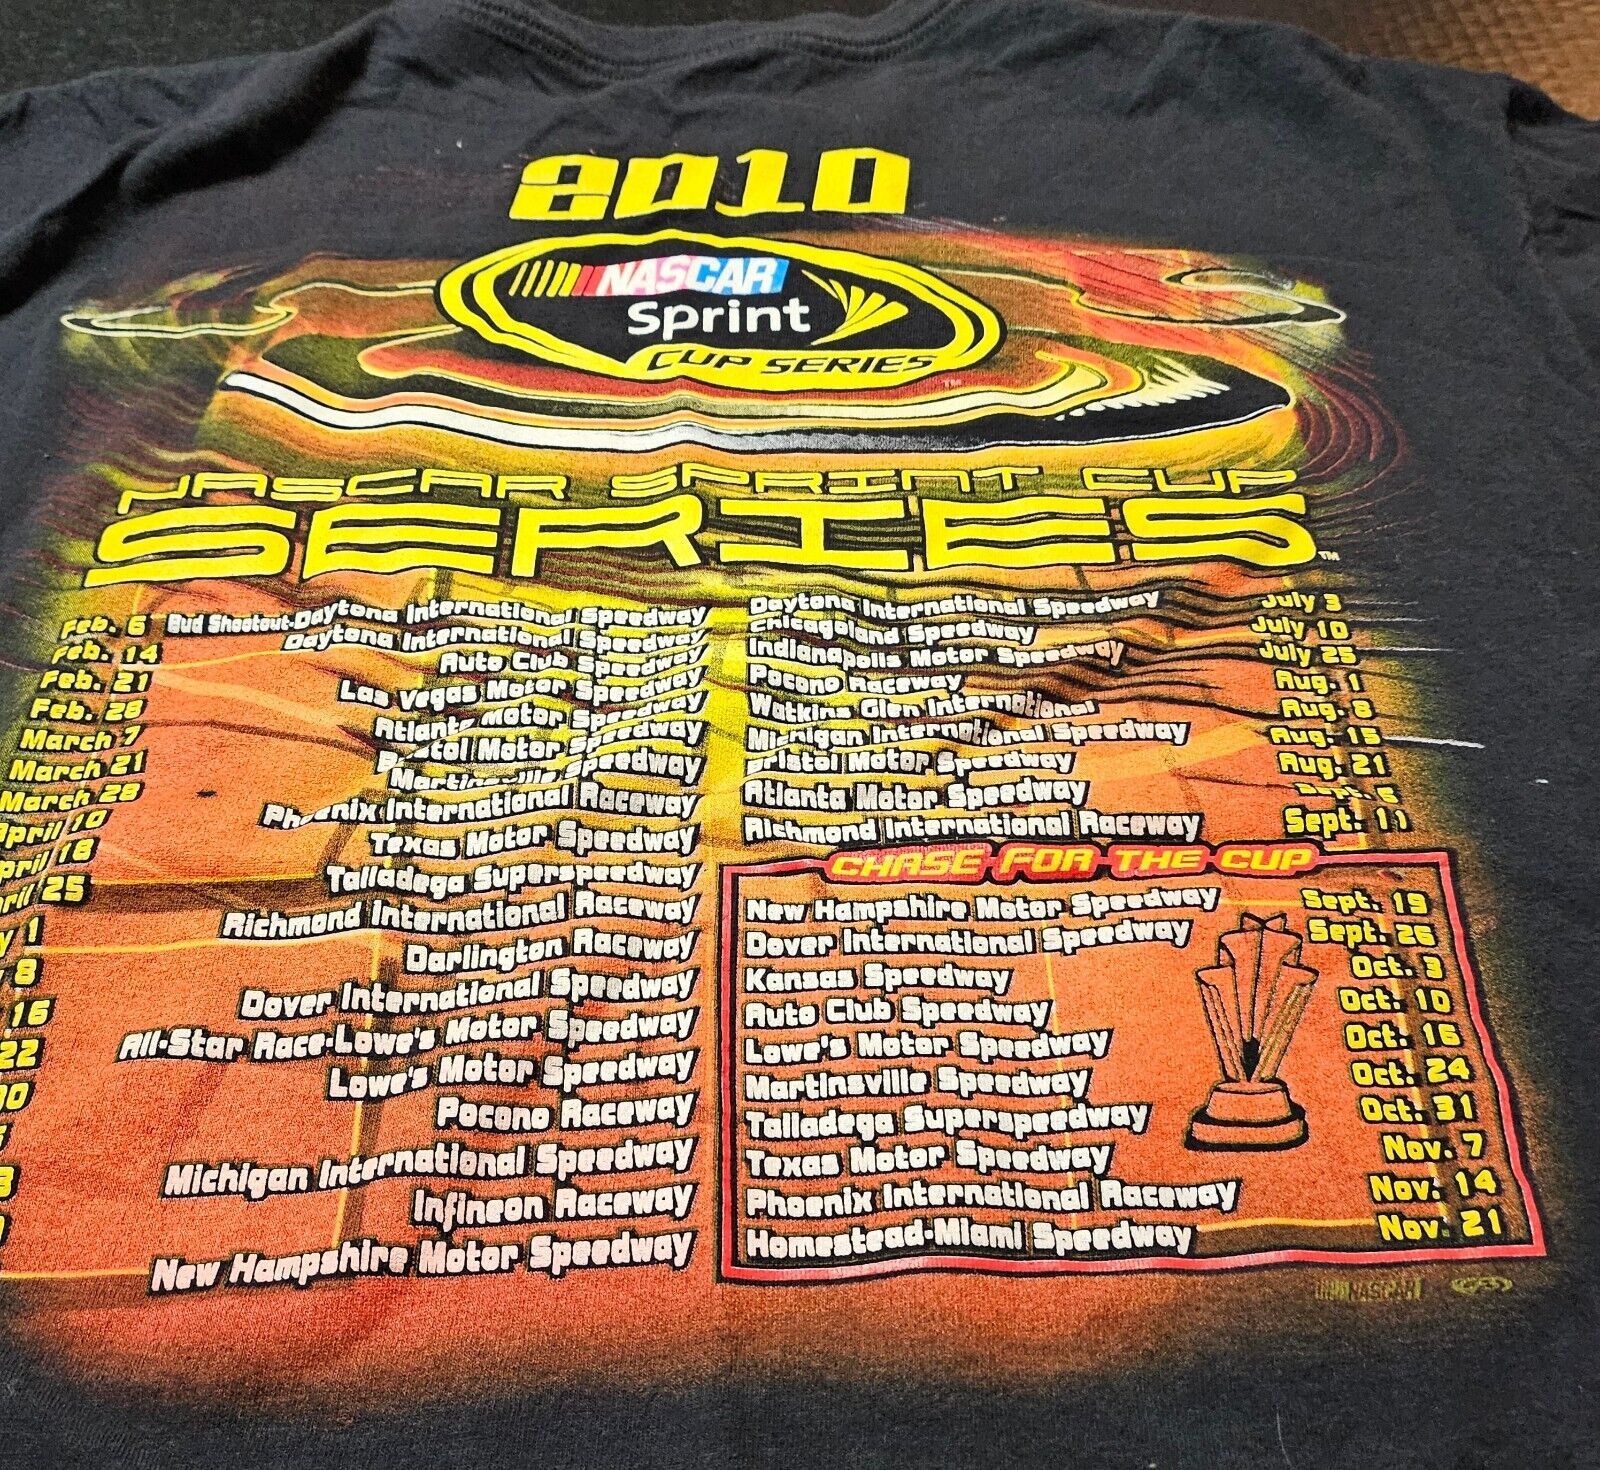 2010
NASCAR
Sprint
CUP SERIES
TM
NASCAR SPRINT CUP
SERIES TM
Feb. 6 Bud Shootout-Daytona International Speedway
Feb. 14 Daytona International Speedway
Feb. 21 Auto Club Speedway
Feb. 28 Las Vegas Motor Speedway
March 7 Atlanta Motor Speedway
March 21 Motor Speedway
March 28 Martinsville Speedway
April 10 Phoenix International Raceway
18 Texas Motor Speedway
25 Talladega Superspeedway
1 Richmond International Raceway
8 Darlington Raceway
16 Dover International Speedway
22 All-Star Race-Lowe's Motor Speedway
Lowe's Motor Speedway
Pocono Raceway
Michigan International Speedway
Infineon Raceway
New Hampshire Motor Speedway
Daytona International Speedway July 3
Chicagoland Speedway July 10
Indianapolis Motor Speedway July 25
Pocono Raceway Aug. 1
Watkins Glen International Aug. 8
Michigan International Speedway Aug. 15
Bristol Motor Speedway Aug. 21
Atlanta Motor Speedway
Richmond International Raceway Sept. 11
CHASE FOR THE CUP
New Hampshire Motor Speedway Sept. 19
Dover International Speedway Sept. 26
Kansas Speedway Oct. 3
Auto Club Speedway Oct. 10
Lowe's Motor Speedway Oct. 16
Martinsville Speedway Oct. 24
Talladega Superspeedway Oct. 31
Texas Motor Speedway Nov. 7
Phoenix International Raceway Nov. 14
Homestead-Miami Speedway Nov. 21
NASCAR